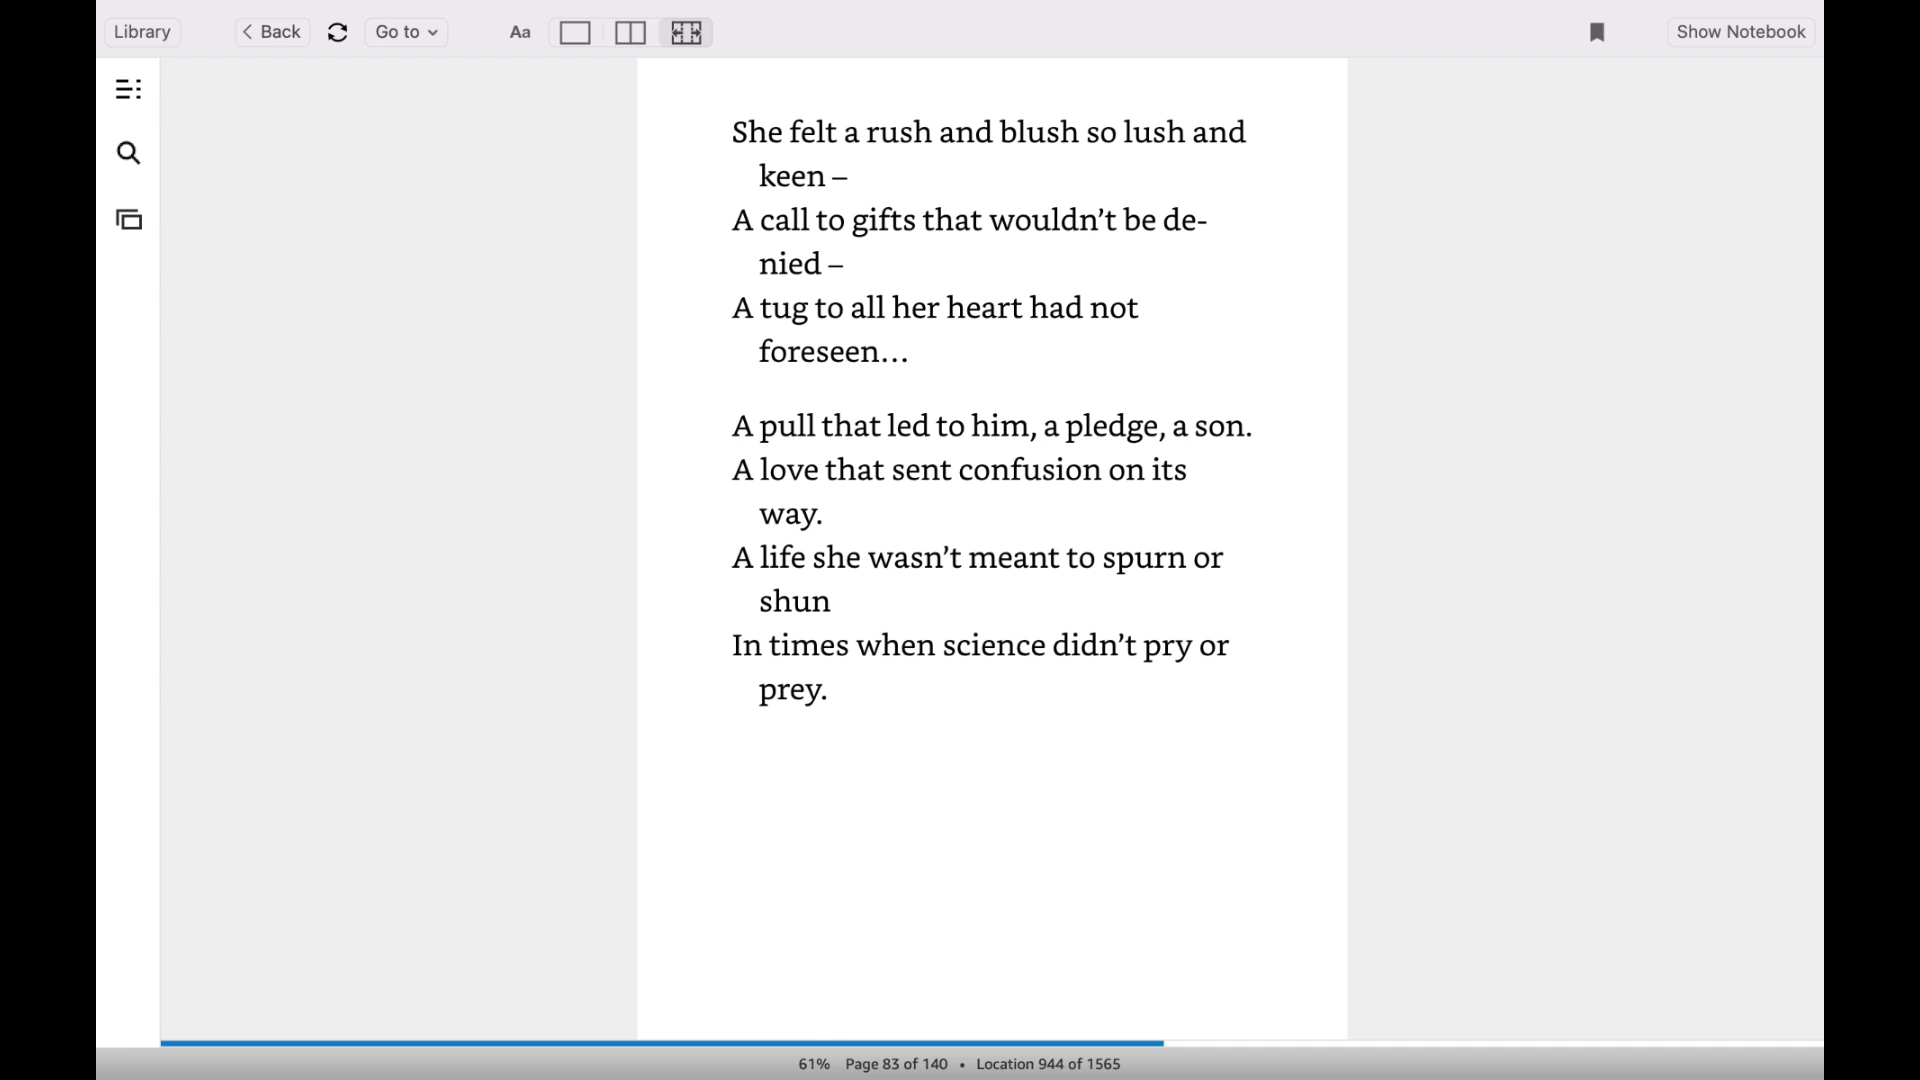 Library
Back
Go to
Aa
Show Notebook
She felt a rush and blush so lush and
keen –
A call to gifts that wouldn’t be de-
nied –
A tug to all her heart had not
foreseen…
A pull that led to him, a pledge, a son.
A love that sent confusion on its
way.
A life she wasn’t meant to spurn or
shun
In times when science didn’t pry or
prey.
61% Page 83 of 140 • Location 944 of 1565